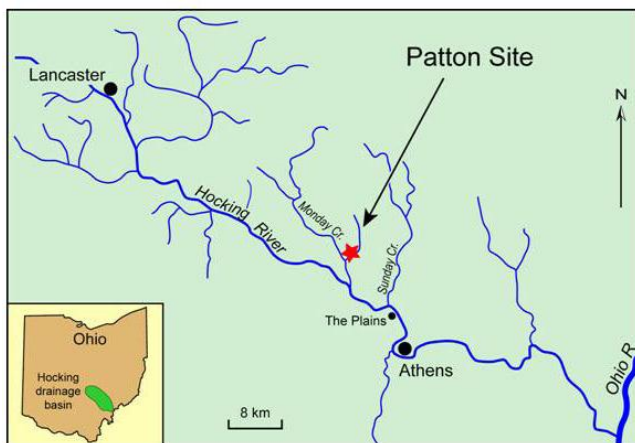 Patton Site
Lancaster
N
Hocking River
Monday Cr.
Sunday Cr.
The Plains
Athens
Ohio R
Ohio
Hocking
drainage
basin
8 km